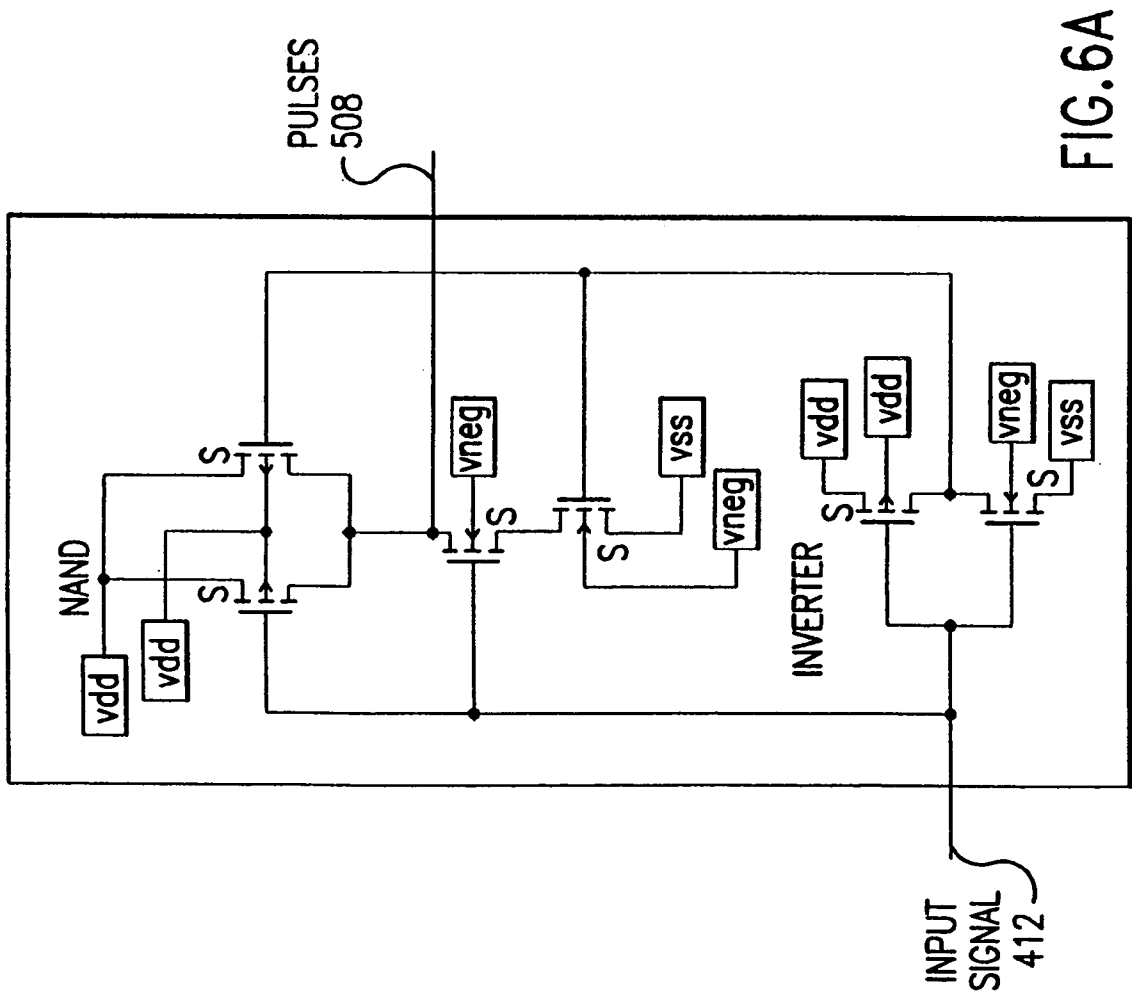 NAND
vdd
vdd
S
S
PULSES
508
vneg
S
S
vss
vneg
INVERTER
vdd
vdd
S
vneg
S
vss
INPUT
SIGNAL
412
FIG.6A